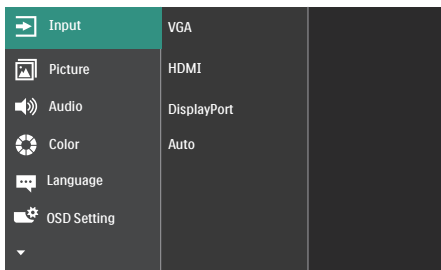 Input
Picture
Audio
Color
Language
OSD Setting
VGA
HDMI
DisplayPort
Auto